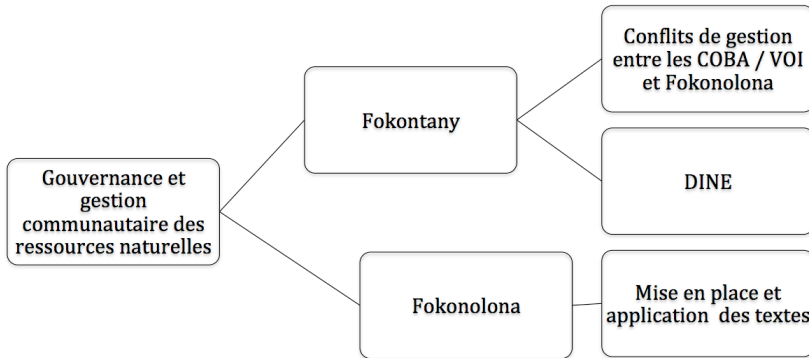 Gouvernance et
gestion
communautaire des
ressources naturelles
Fokontany
Conflits de gestion
entre les COBA / VOI
et Fokonolona
DINE
Fokonolona
Mise en place et
application des textes